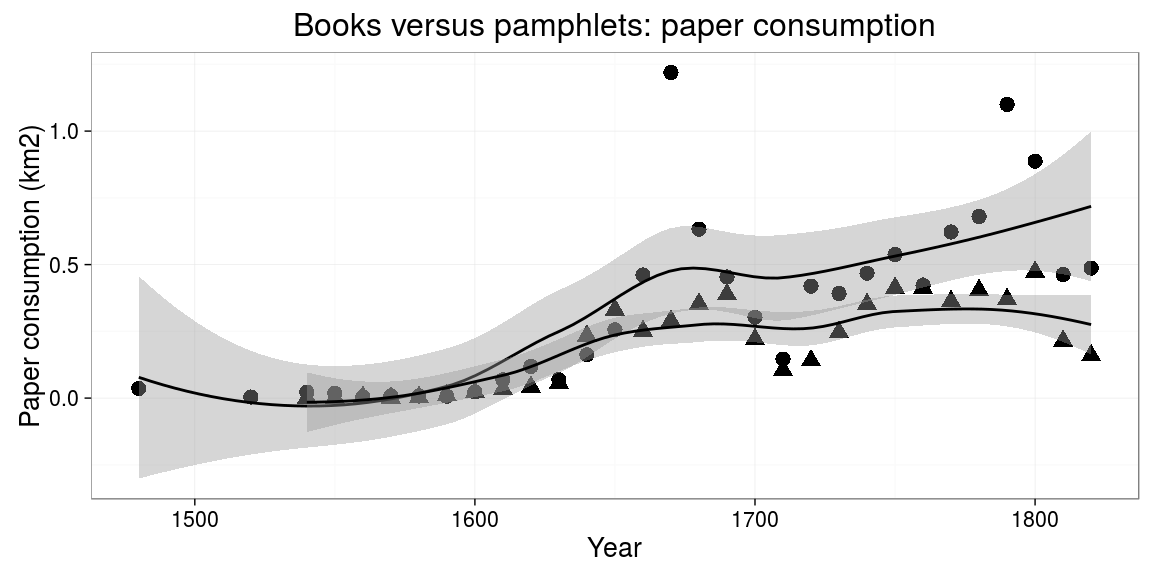 Books versus pamphlets: paper consumption
Paper consumption (km2)
1.0
0.5
0.0
1500 1600 1700 1800
Year